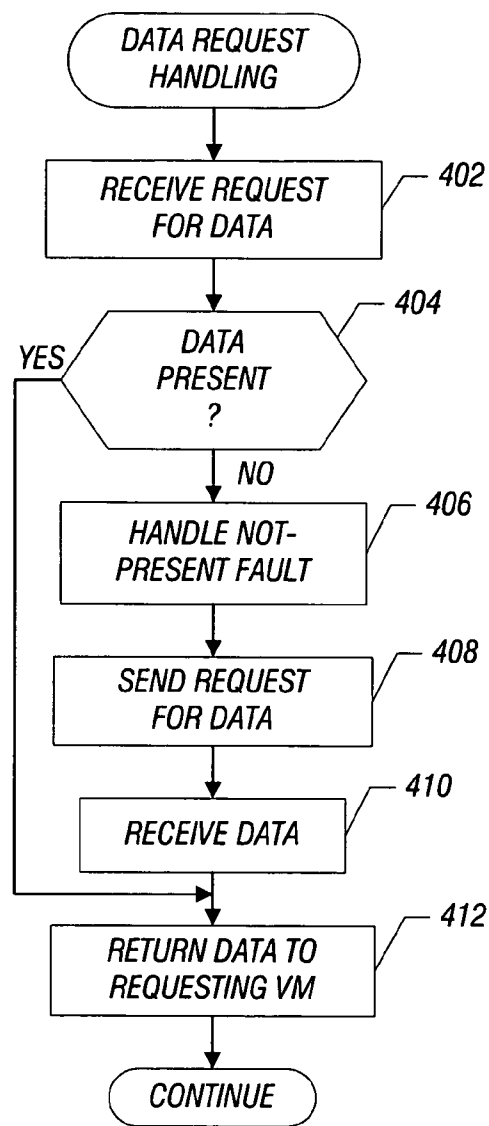 DATA REQUEST
HANDLING
RECEIVE REQUEST
FOR DATA
402
DATA
PRESENT
?
404
YES
NO
HANDLE NOT-
PRESENT FAULT
406
SEND REQUEST
FOR DATA
408
RECEIVE DATA
410
RETURN DATA TO
REQUESTING VM
412
CONTINUE